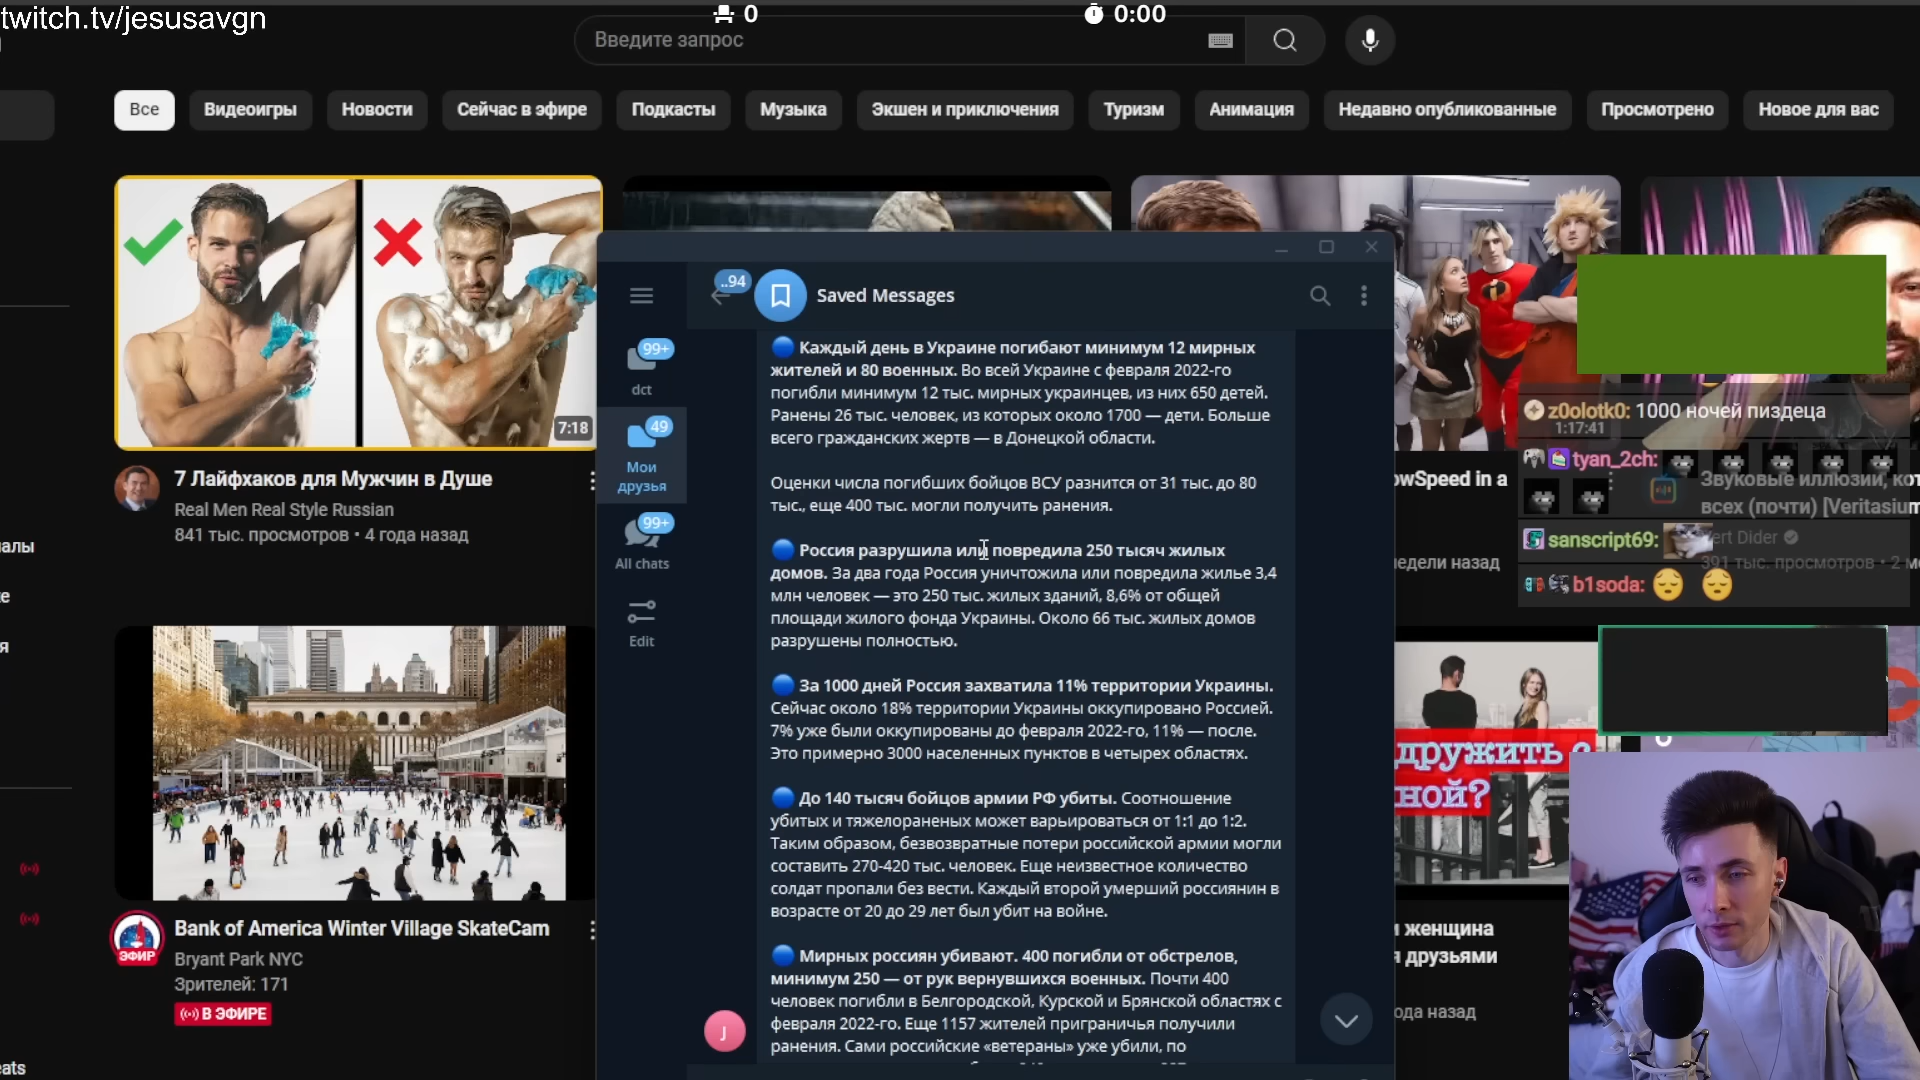 twitch.tv/jesusavgn
0
0:00
Введите запрос
Все
Видеоигры
Новости
Сейчас в эфире
Подкасты
Музыка
Экшен и приключения
Туризм
Анимация
Недавно опубликованные
Просмотрено
Новое для вас
7:18
7 Лайфхаков для Мужчин в Душе
Real Men Real Style Russian
841 тыс. просмотров • 4 года назад
Bank of America Winter Village SkateCam
Bryant Park NYC
Зрителей: 171
В ЭФИРЕ
ЭФИР
..94
Saved Messages
99+
dct
49
Мои
друзья
99+
All chats
Edit
Каждый день в Украине погибают минимум 12 мирных
жителей и 80 военных. Во всей Украине с февраля 2022-го
погибли минимум 12 тыс. мирных украинцев, из них 650 детей.
Ранены 26 тыс. человек, из которых около 1700 — дети. Больше
всего гражданских жертв — в Донецкой области.
Оценки числа погибших бойцов ВСУ разнится от 31 тыс. до 80
тыс., еще 400 тыс. могли получить ранения.
Россия разрушила или повредила 250 тысяч жилых
домов. За два года Россия уничтожила или повредила жилье 3,4
млн человек — это 250 тыс. жилых зданий, 8,6% от общей
площади жилого фонда Украины. Около 66 тыс. жилых домов
разрушены полностью.
За 1000 дней Россия захватила 11% территории Украины.
Сейчас около 18% территории Украины оккупировано Россией.
7% уже были оккупированы до февраля 2022-го, 11% — после.
Это примерно 3000 населенных пунктов в четырех областях.
До 140 тысяч бойцов армии РФ убиты. Соотношение
убитых и тяжелораненых может варьироваться от 1:1 до 1:2.
Таким образом, безвозвратные потери российской армии могли
составить 270-420 тыс. человек. Еще неизвестное количество
солдат пропали без вести. Каждый второй умерший россиянин в
возрасте от 20 до 29 лет был убит на войне.
Мирных россиян убивают. 400 погибли от обстрелов,
минимум 250 — от рук вернувшихся военных. Почти 400
человек погибли в Белгородской, Курской и Брянской областях с
февраля 2022-го. Еще 1157 жителей приграничья получили
ранения. Сами российские «ветераны» уже убили, по
J
z0olotk0: 1000 ночей пиздеца
1:17:41
tyan_2ch:
Звуковые иллюзии, кот
всех (почти) [Veritasium
sanscript69:
ert Dider
391 тыс. просмотров • 2 м
b1soda:
owSpeed in a
едели назад
дружить с
ной?
женщина
друзьями
ода назад
алы
е
я
eats